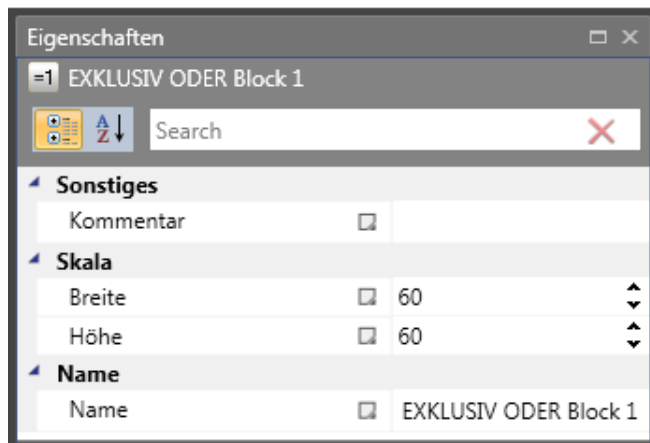 Eigenschaften
=1 EXKLUSIV ODER Block 1
A Z Search
Sonstiges
Kommentar
Skala
Breite 60
Höhe 60
Name
Name EXKLUSIV ODER Block 1